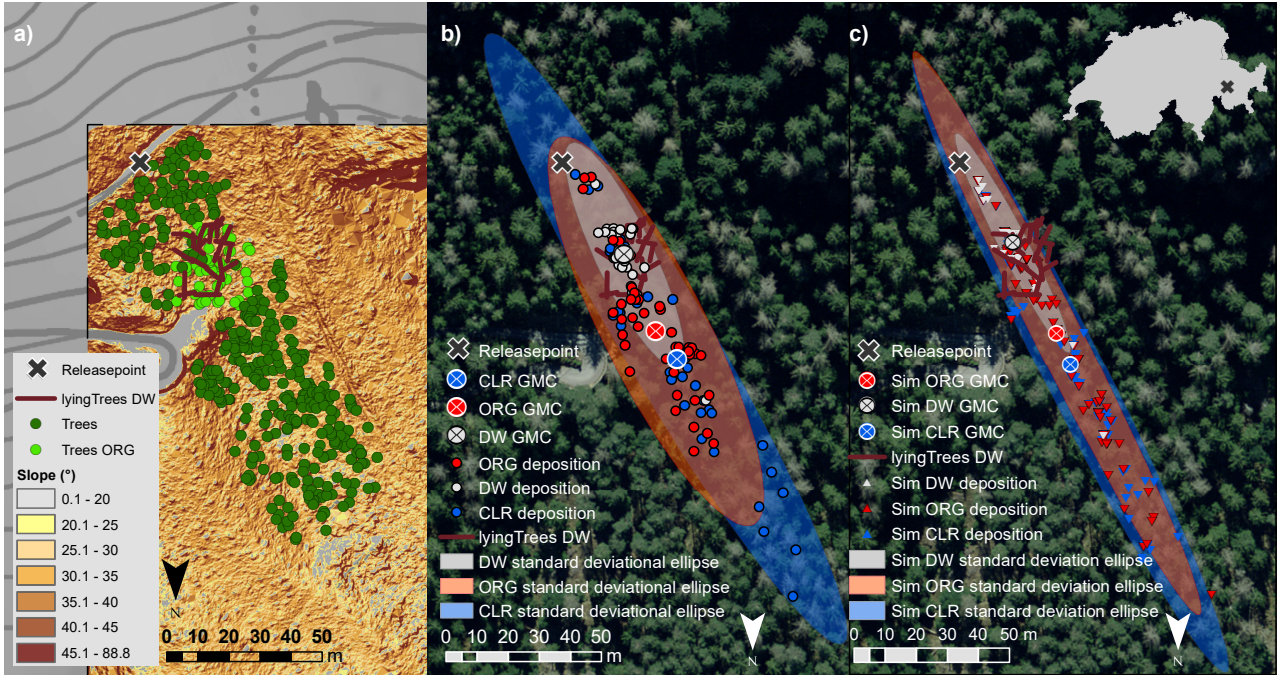 a)
Releasepoint
lyingTrees DW
Trees
Trees ORG
Slope (°)
0.1 - 20
20.1 - 25
25.1 - 30
30.1 - 35
35.1 - 40
40.1 - 45
45.1 - 88.8
N
0 10 20 30 40 50
m
b)
Releasepoint
CLR GMC
ORG GMC
DW GMC
ORG deposition
DW deposition
CLR deposition
lyingTrees DW
DW standard deviational ellipse
ORG standard deviational ellipse
CLR standard deviational ellipse
0 10 20 30 40 50
m
N
c)
Releasepoint
Sim ORG GMC
Sim DW GMC
Sim CLR GMC
lyingTrees DW
Sim DW deposition
Sim ORG deposition
Sim CLR deposition
Sim DW standard deviation ellipse
Sim ORG standard deviation ellipse
Sim CLR standard deviation ellipse
0 10 20 30 40 50 m
N